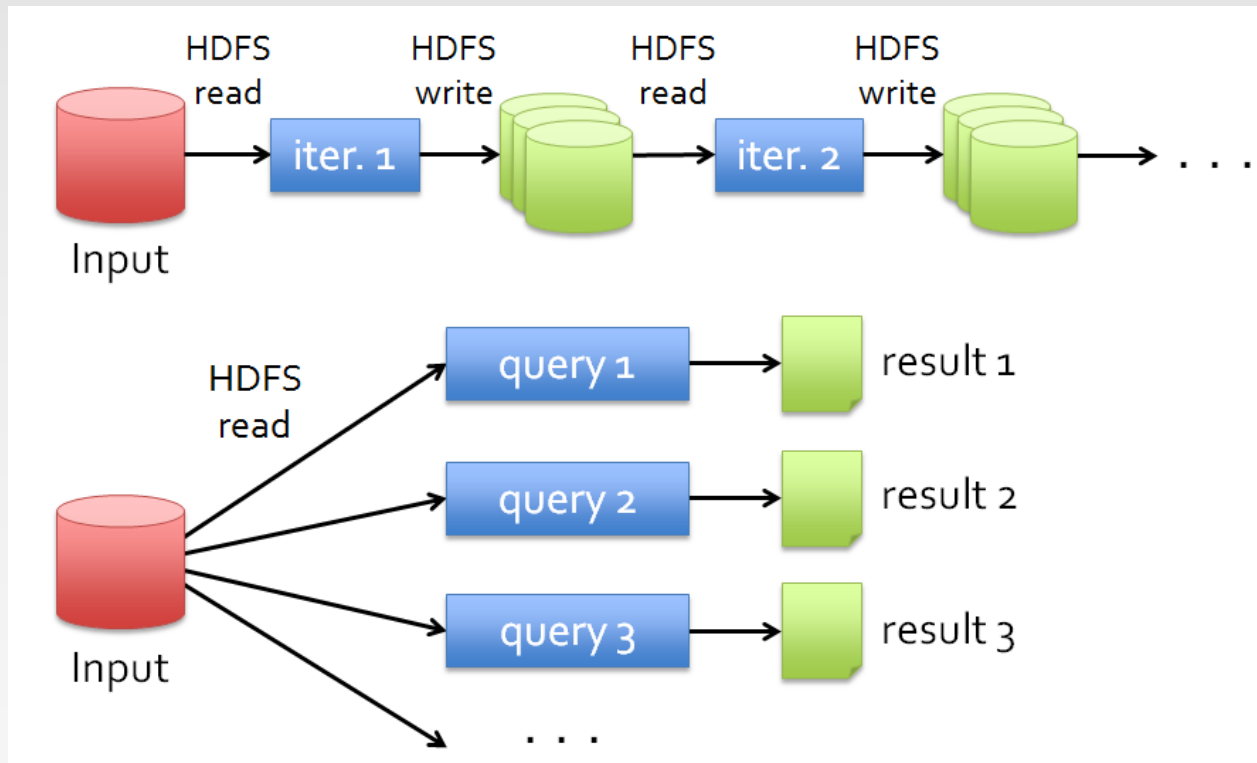 HDFS read
HDFS write
HDFS read
HDFS write
iter. 1
iter. 2
. . .
Input
HDFS read
query 1
result 1
query 2
result 2
query 3
result 3
Input
. . .